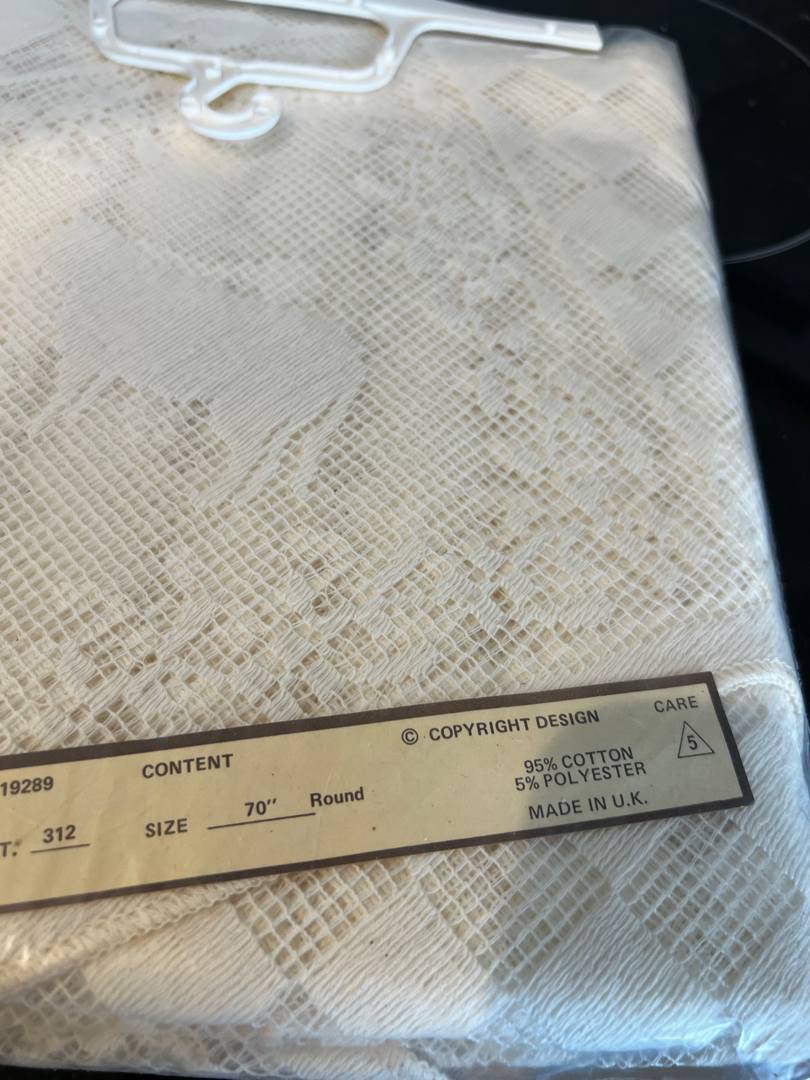 19289
T. 312
CONTENT
SIZE 70" Round
© COPYRIGHT DESIGN
95% COTTON
5% POLYESTER
MADE IN U.K.
CARE
5